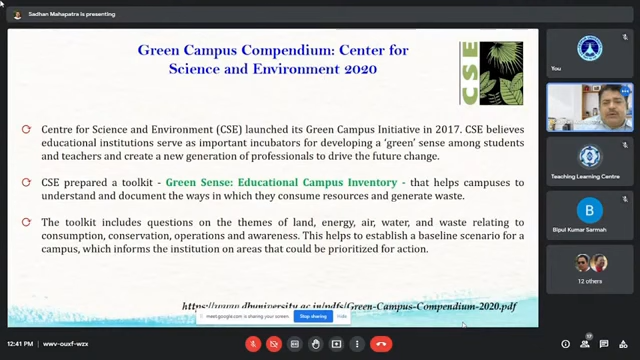 Sadhan Mahapatra is presenting
Green Campus Compendium: Center for
Science and Environment 2020
CSE
Centre for Science and Environment (CSE) launched its Green Campus Initiative in 2017. CSE believes
educational institutions serve as important incubators for developing a 'green' sense among students
and teachers and create a new generation of professionals to drive the future change.
CSE prepared a toolkit - Green Sense: Educational Campus Inventory - that helps campuses to
understand and document the ways in which they consume resources and generate waste.
The toolkit includes questions on the themes of land, energy, air, water, and waste relating to
consumption, conservation, operations and awareness. This helps to establish a baseline scenario for a
campus, which informs the institution on areas that could be prioritized for action.
https://www.dbuniversity.ac.in/pdfs/Green-Campus-Compendium-2020.pdf
meet.google.com is sharing your screen.
Stop sharing
Hide
You
Teaching Learning Centre
B
Bipul Kumar Sarmah
12 others
12:41 PM
wwv-ouxf-wzx